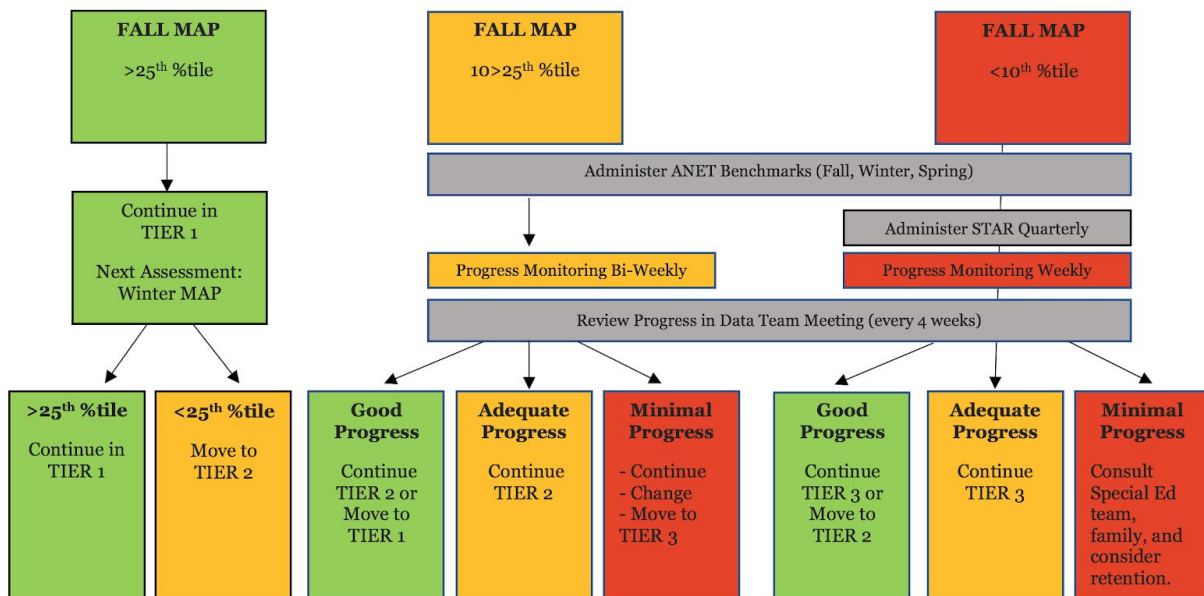 FALL MAP
>25th %tile
FALL MAP
10>25th %tile
FALL MAP
<10th %tile
Administer ANET Benchmarks (Fall, Winter, Spring)
Continue in
TIER 1
Next Assessment:
Winter MAP
Administer STAR Quarterly
Progress Monitoring Bi-Weekly
Progress Monitoring Weekly
Review Progress in Data Team Meeting (every 4 weeks)
>25th %tile
Continue in
TIER 1
<25th %tile
Move to
TIER 2
Good
Progress
Continue
TIER 2 or
Move to
TIER 1
Adequate
Progress
Continue
TIER 2
Minimal
Progress
- Continue
- Change
- Move to
TIER 3
Good
Progress
Continue
TIER 3 or
Move to
TIER 2
Adequate
Progress
Continue
TIER 3
Minimal
Progress
Consult
Special Ed
team,
family, and
consider
retention.